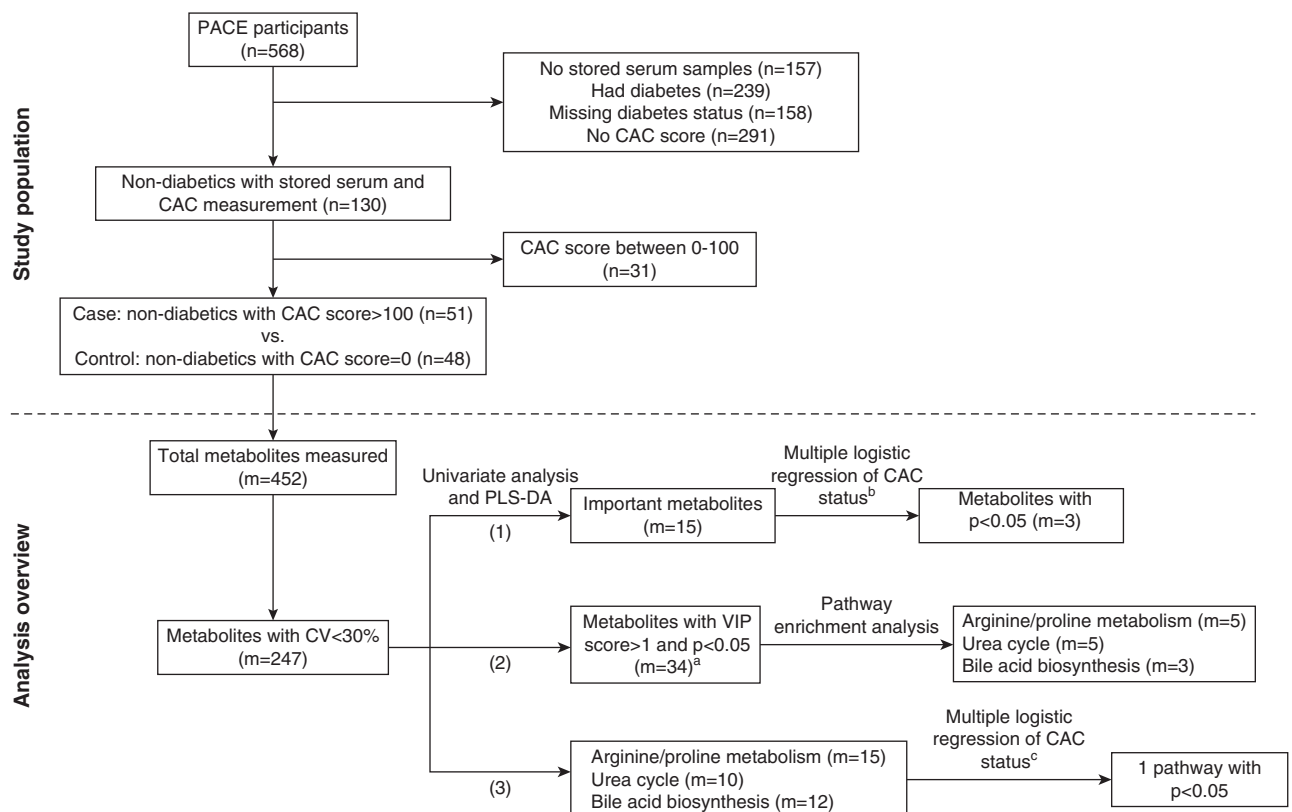 Study population
PACE participants
(n=568)
No stored serum samples (n=157)
Had diabetes (n=239)
Missing diabetes status (n=158)
No CAC score (n=291)
Non-diabetics with stored serum and
CAC measurement (n=130)
CAC score between 0-100
(n=31)
Case: non-diabetics with CAC score>100 (n=51)
vs.
Control: non-diabetics with CAC score=0 (n=48)
Analysis overview
Total metabolites measured
(m=452)
Metabolites with CV<30%
(m=247)
Univariate analysis
and PLS-DA
(1)
Important metabolites
(m=15)
Multiple logistic
regression of CAC
status^b
Metabolites with
p<0.05 (m=3)
(2)
Metabolites with VIP
score>1 and p<0.05
(m=34)^a
Pathway
enrichment analysis
Arginine/proline metabolism (m=5)
Urea cycle (m=5)
Bile acid biosynthesis (m=3)
(3)
Arginine/proline metabolism (m=15)
Urea cycle (m=10)
Bile acid biosynthesis (m=12)
Multiple logistic
regression of CAC
status^c
1 pathway with
p<0.05